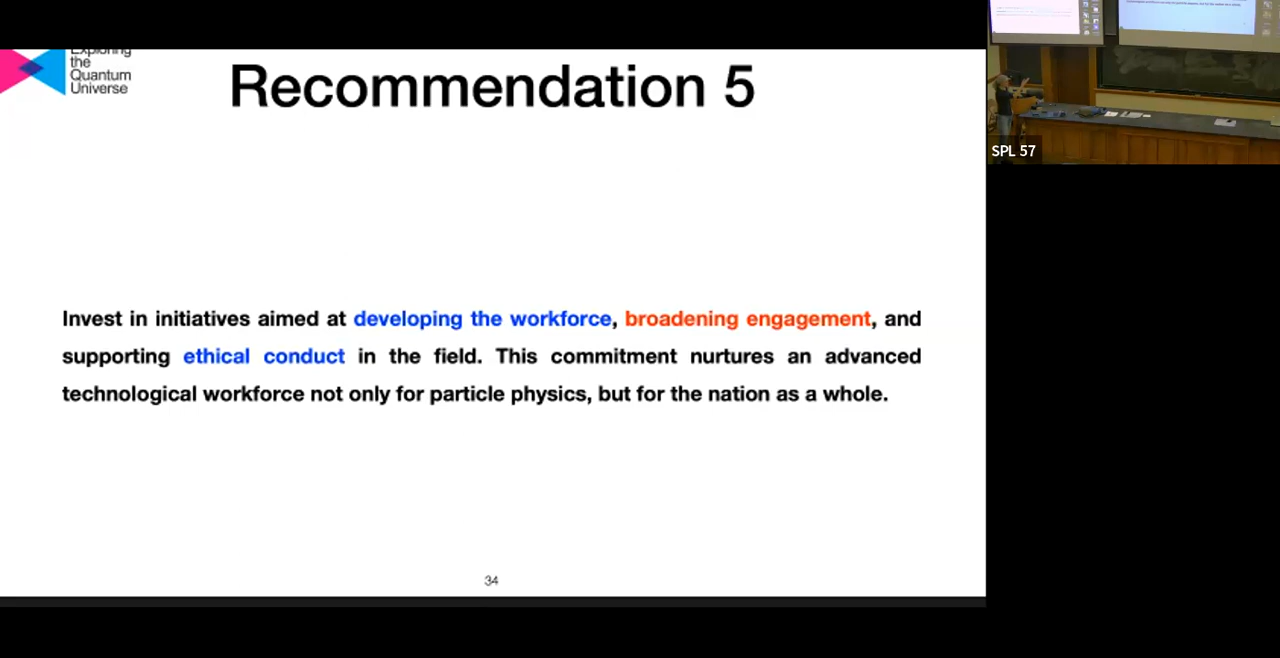 Exploring
the
Quantum
Universe
Recommendation 5
Invest in initiatives aimed at developing the workforce, broadening engagement, and
supporting ethical conduct in the field. This commitment nurtures an advanced
technological workforce not only for particle physics, but for the nation as a whole.
34
SPL 57